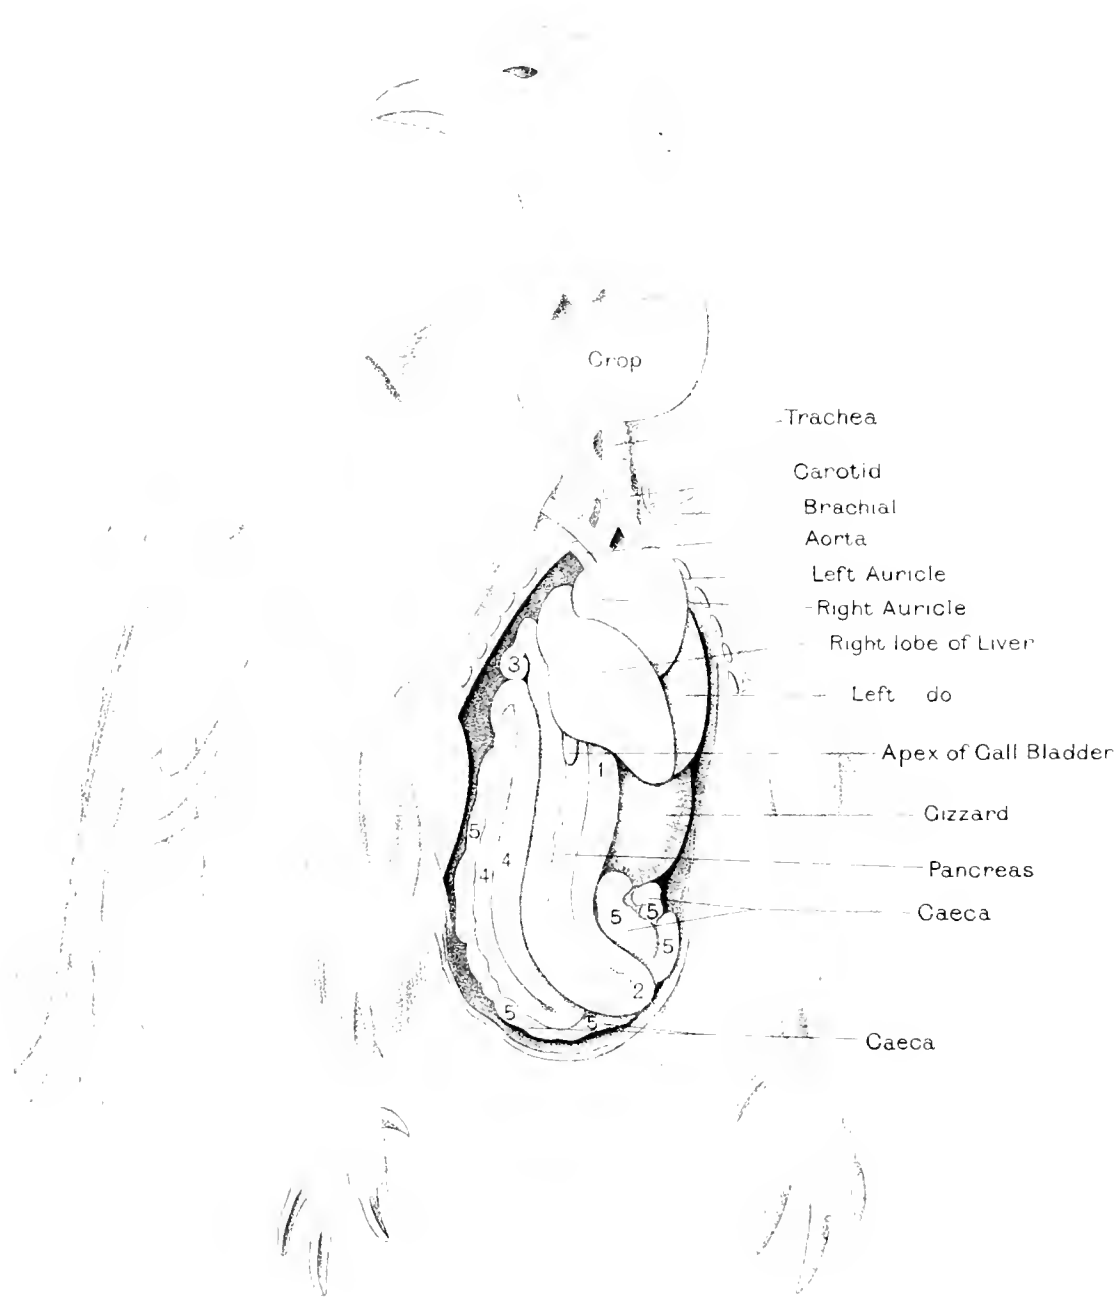 Crop
Trachea
Carotid
Brachial
Aorta
Left Auricle
Right Auricle
Right lobe of Liver
3
Left do
Apex of Gall Bladder
1
Gizzard
5
4
Pancreas
4
5
5
Caeca
5
2
5
5
Caeca